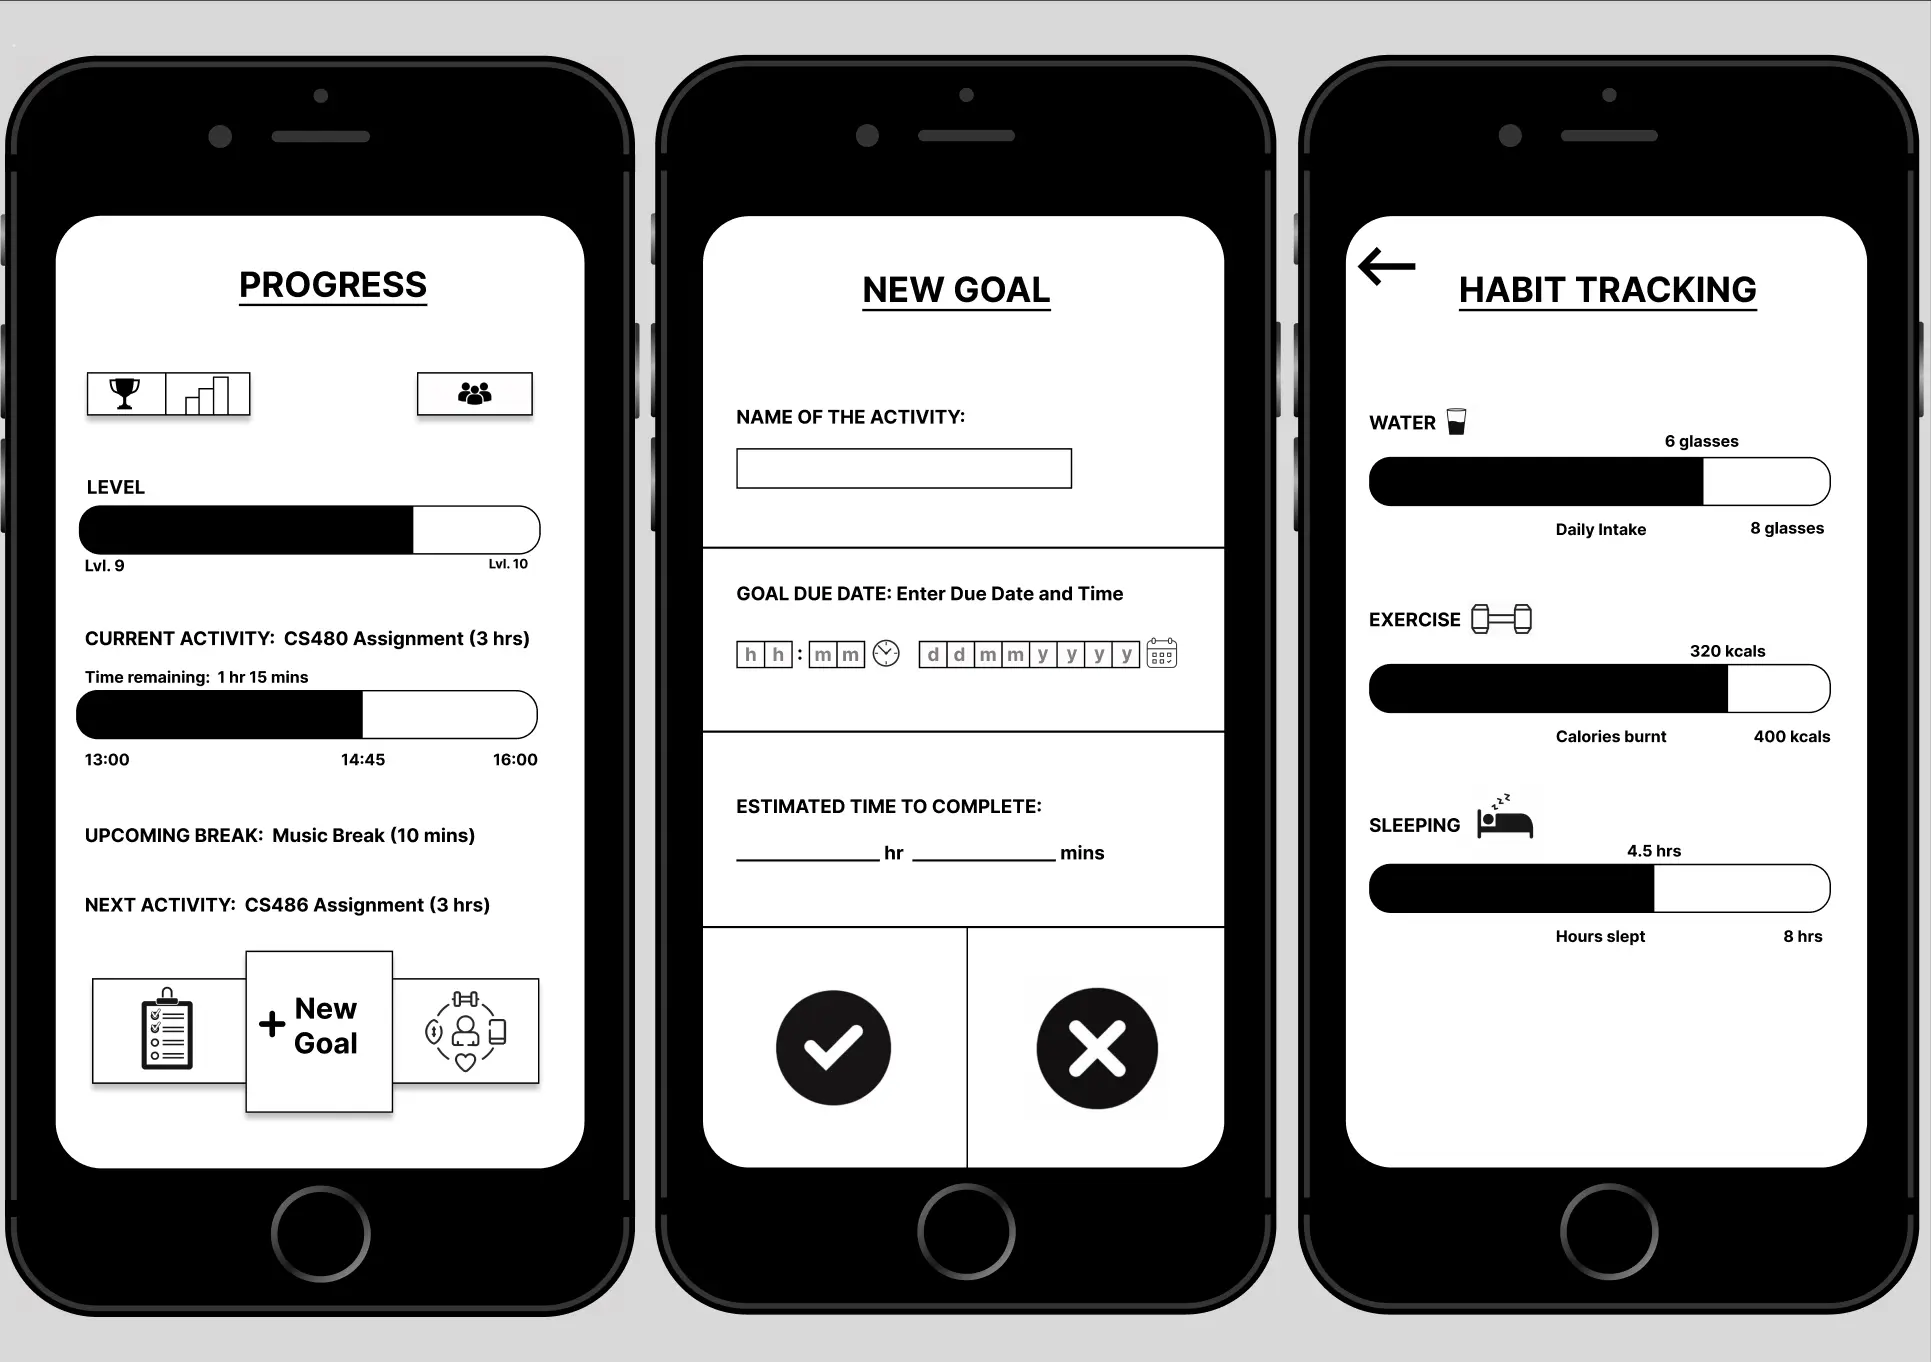 PROGRESS
LEVEL
Lvl. 9
Lvl. 10
CURRENT ACTIVITY: CS480 Assignment (3 hrs)
Time remaining: 1 hr 15 mins
13:00
14:45
16:00
UPCOMING BREAK: Music Break (10 mins)
NEXT ACTIVITY: CS486 Assignment (3 hrs)
+ New
Goal
NEW GOAL
NAME OF THE ACTIVITY:
GOAL DUE DATE: Enter Due Date and Time
h h : m m d d m m y y y y
ESTIMATED TIME TO COMPLETE:
hr mins
HABIT TRACKING
WATER
6 glasses
Daily Intake
8 glasses
EXERCISE
320 kcals
Calories burnt
400 kcals
SLEEPING
z z z
4.5 hrs
Hours slept
8 hrs